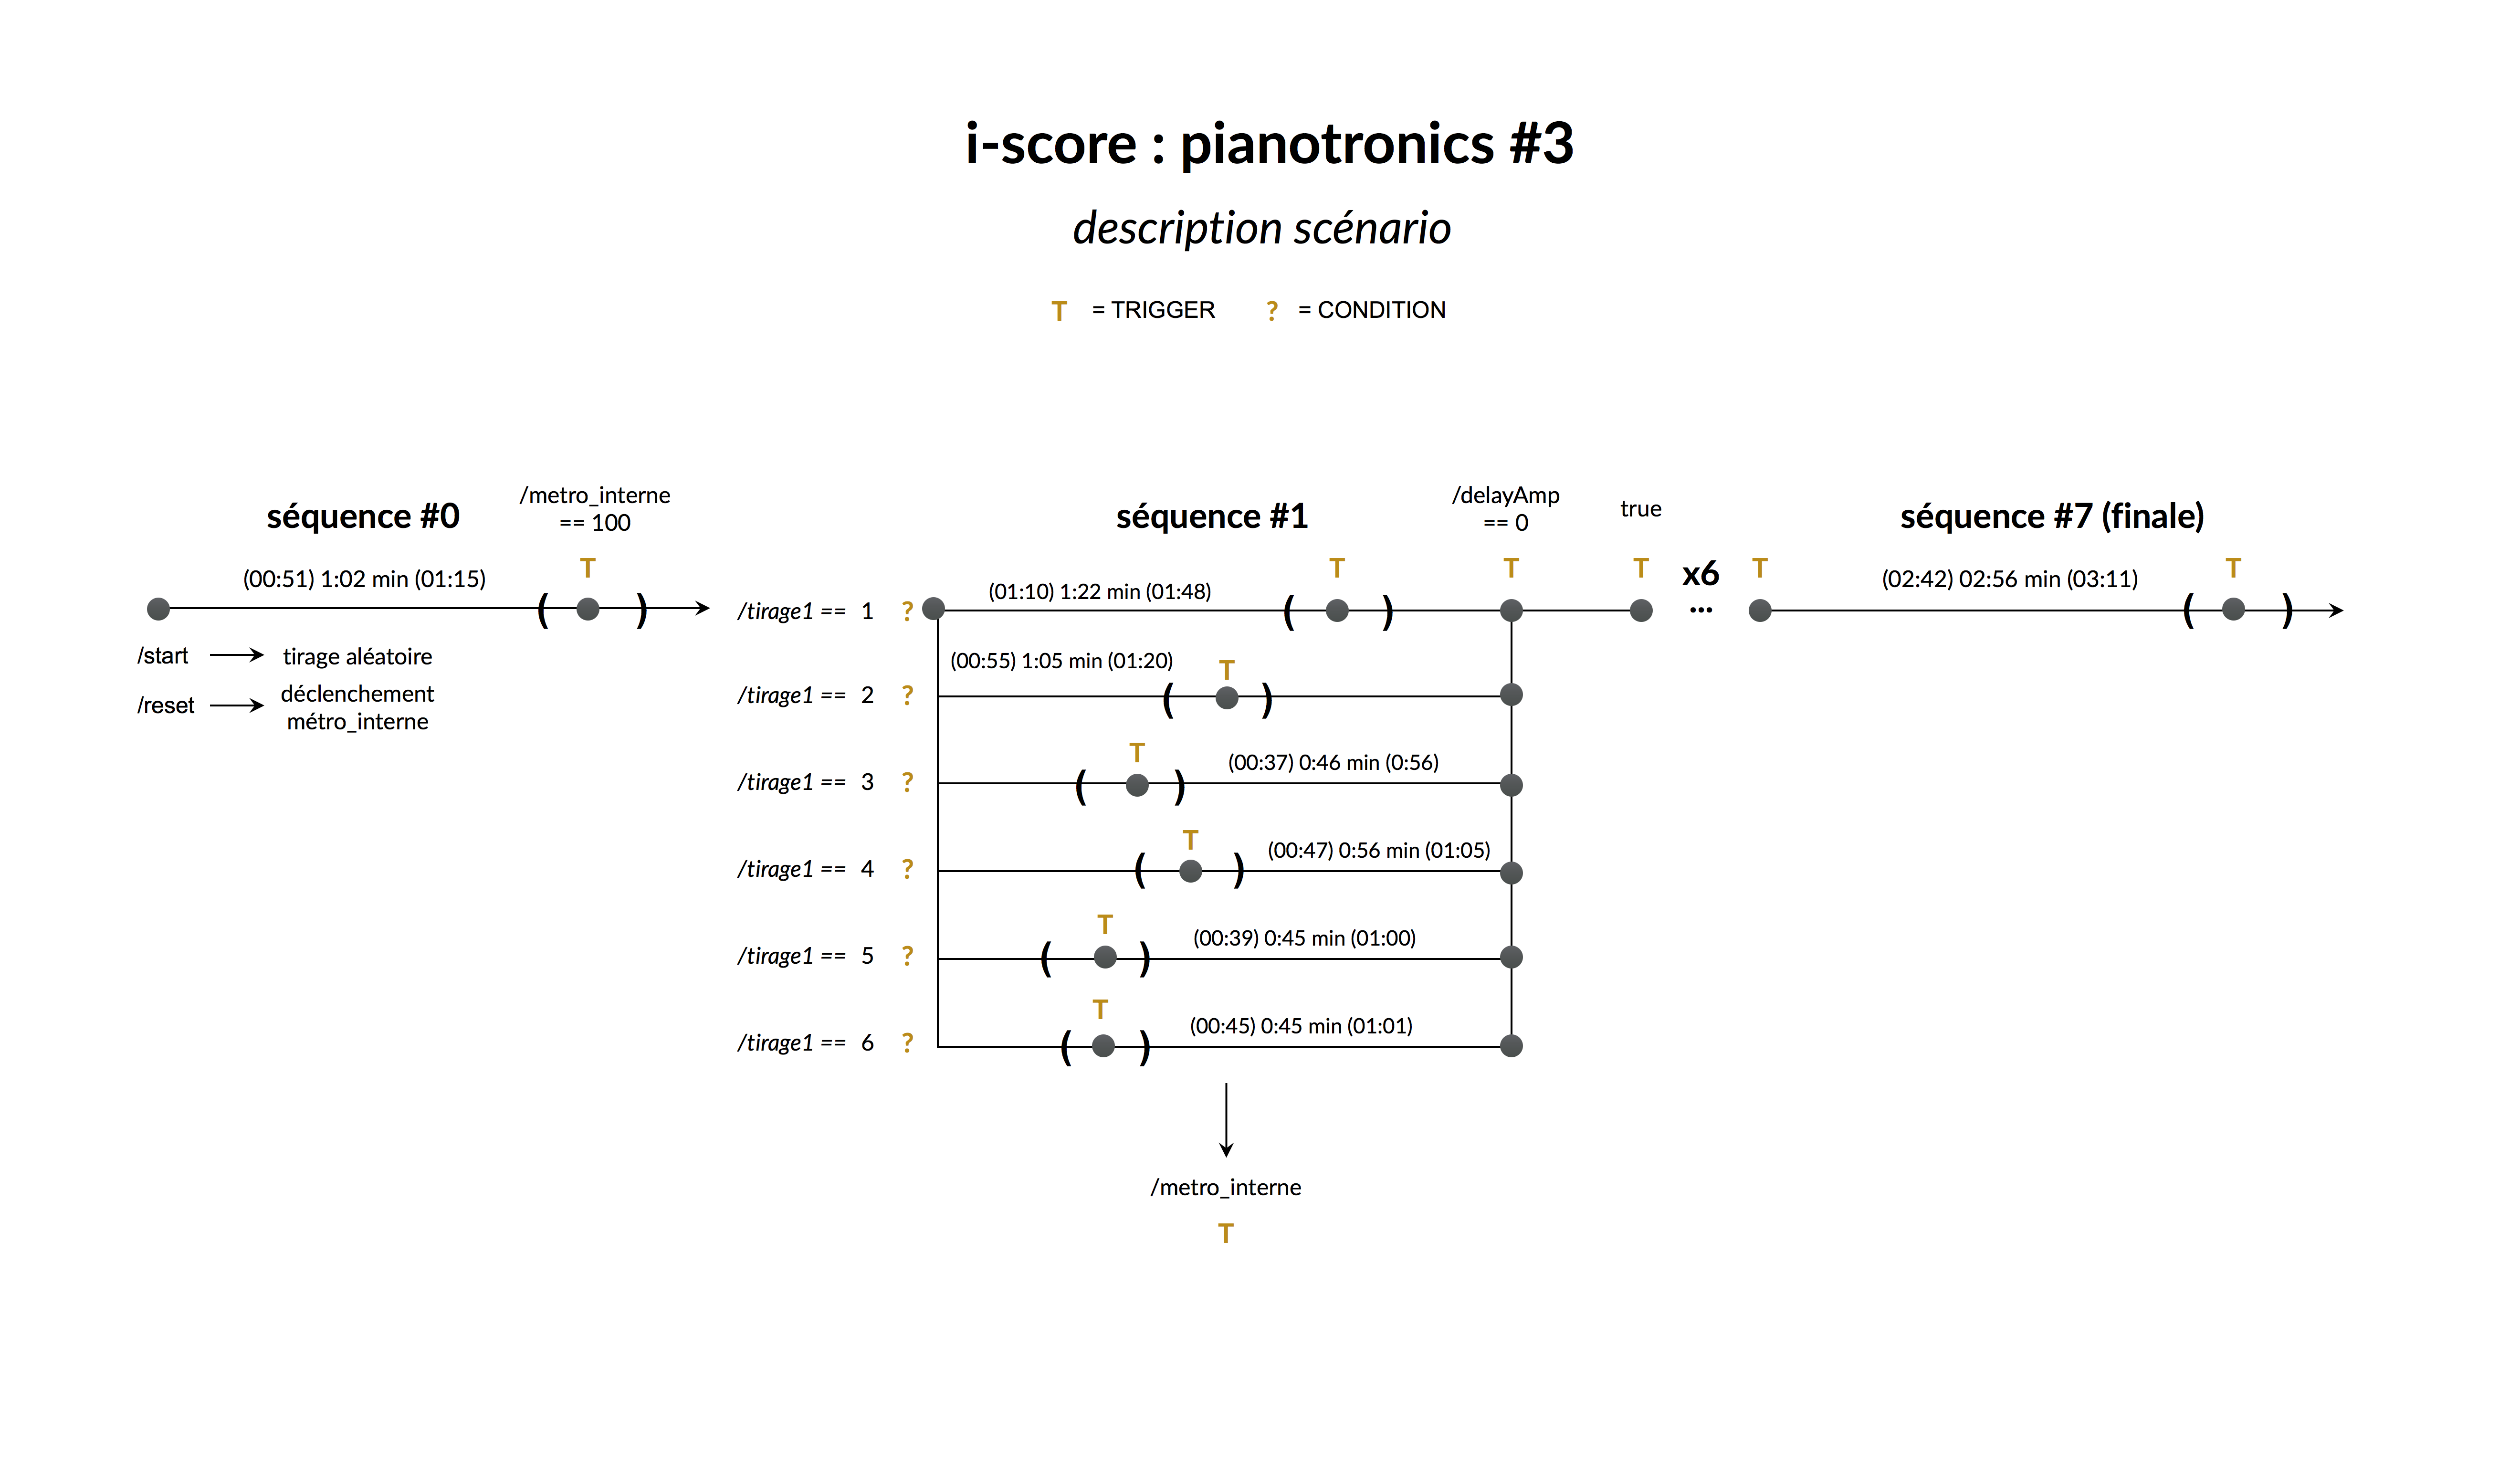 i-score : pianotronics #3
description scénario
T = TRIGGER ? = CONDITION
séquence #0
/metro_interne
== 100
T
(00:51) 1:02 min (01:15)
( )
/start tirage aléatoire
/reset déclenchement
métro_interne
séquence #1
/delayAmp
== 0
true
T T T
/tirage1 == 1 ? (01:10) 1:22 min (01:48) ( )
(00:55) 1:05 min (01:20) T
/tirage1 == 2 ? ( )
T
/tirage1 == 3 ? ( ) (00:37) 0:46 min (0:56)
T
/tirage1 == 4 ? ( ) (00:47) 0:56 min (01:05)
T
/tirage1 == 5 ? ( ) (00:39) 0:45 min (01:00)
T
/tirage1 == 6 ? ( ) (00:45) 0:45 min (01:01)
/metro_interne
T
x6
...
séquence #7 (finale)
T T
(02:42) 02:56 min (03:11)
( )